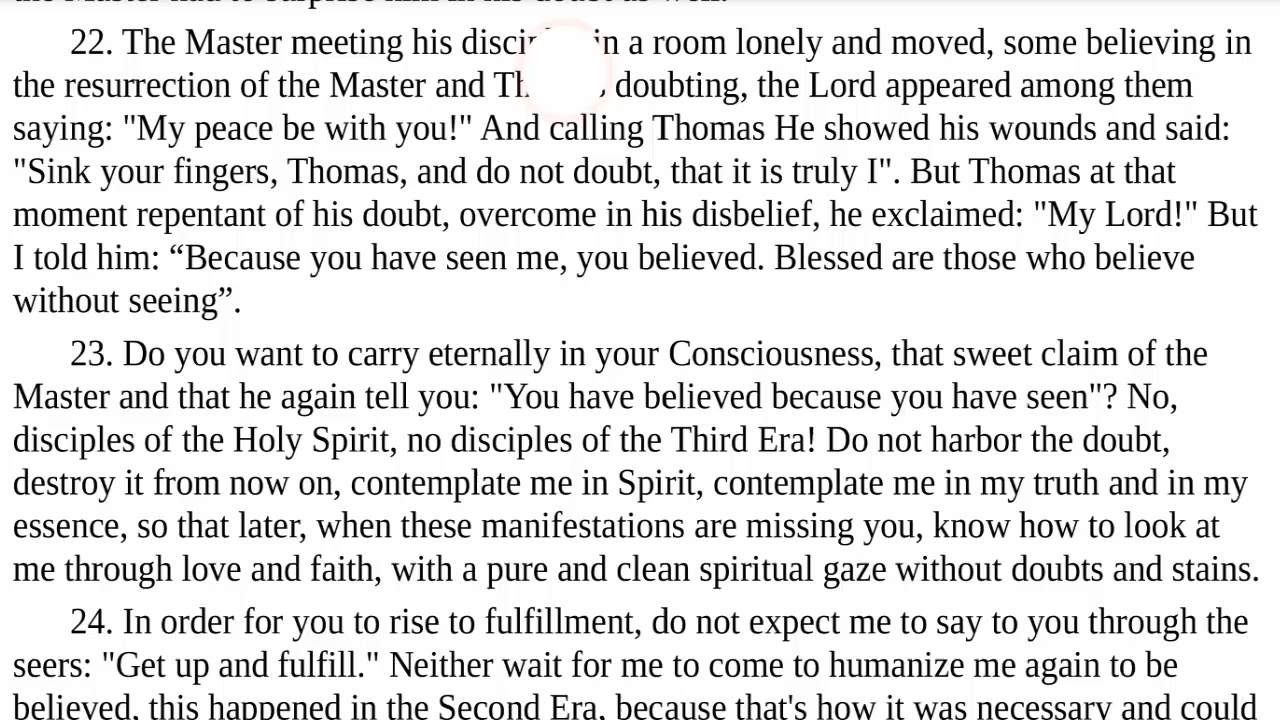 22. The Master meeting his in a room lonely and moved, some believing in
the resurrection of the Master and doubting, the Lord appeared among them
saying: "My peace be with you!" And calling Thomas He showed his wounds and said:
"Sink your fingers, Thomas, and do not doubt, that it is truly I". But Thomas at that
moment repentant of his doubt, overcome in his disbelief, he exclaimed: "My Lord!" But
I told him: “Because you have seen me, you believed. Blessed are those who believe
without seeing”.
23. Do you want to carry eternally in your Consciousness, that sweet claim of the
Master and that he again tell you: "You have believed because you have seen"? No,
disciples of the Holy Spirit, no disciples of the Third Era! Do not harbor the doubt,
destroy it from now on, contemplate me in Spirit, contemplate me in my truth and in my
essence, so that later, when these manifestations are missing you, know how to look at
me through love and faith, with a pure and clean spiritual gaze without doubts and stains.
24. In order for you to rise to fulfillment, do not expect me to say to you through the
seers: "Get up and fulfill." Neither wait for me to come to humanize me again to be
believed, this happened in the Second Era, because that's how it was necessary and could